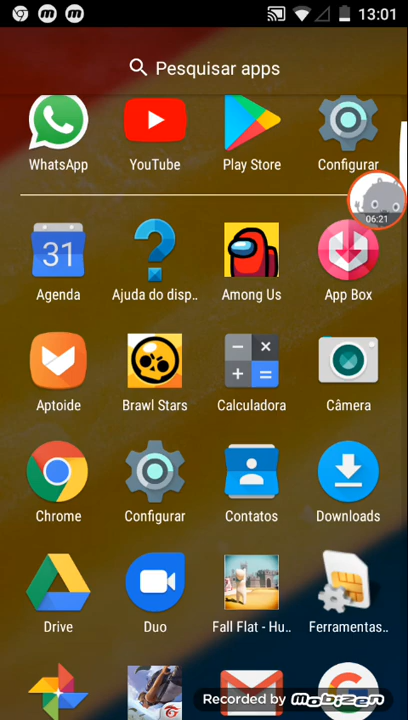 13:01
Pesquisar apps
WhatsApp YouTube Play Store Configurar
06:21
31
Agenda Ajuda do disp.. Among Us App Box
Aptoide Brawl Stars Calculadora Câmera
Chrome Configurar Contatos Downloads
Drive Duo Fall Flat - Hu.. Ferramentas..
Recorded by Mobizen